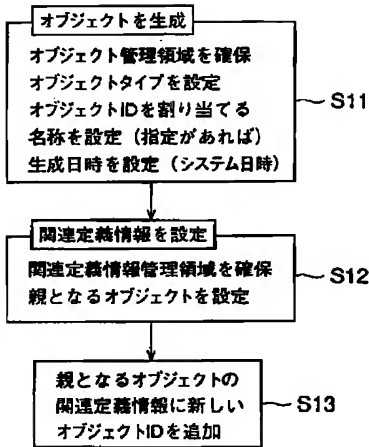 オブジェクトを生成
オブジェクト管理領域を確保
オブジェクトタイプを設定
オブジェクトIDを割り当てる
名称を設定（指定があれば）
生成日時を設定（システム日時）
S11
関連定義情報を設定
関連定義情報管理領域を確保
親となるオブジェクトを設定
S12
親となるオブジェクトの
関連定義情報に新しい
オブジェクトIDを追加
S13